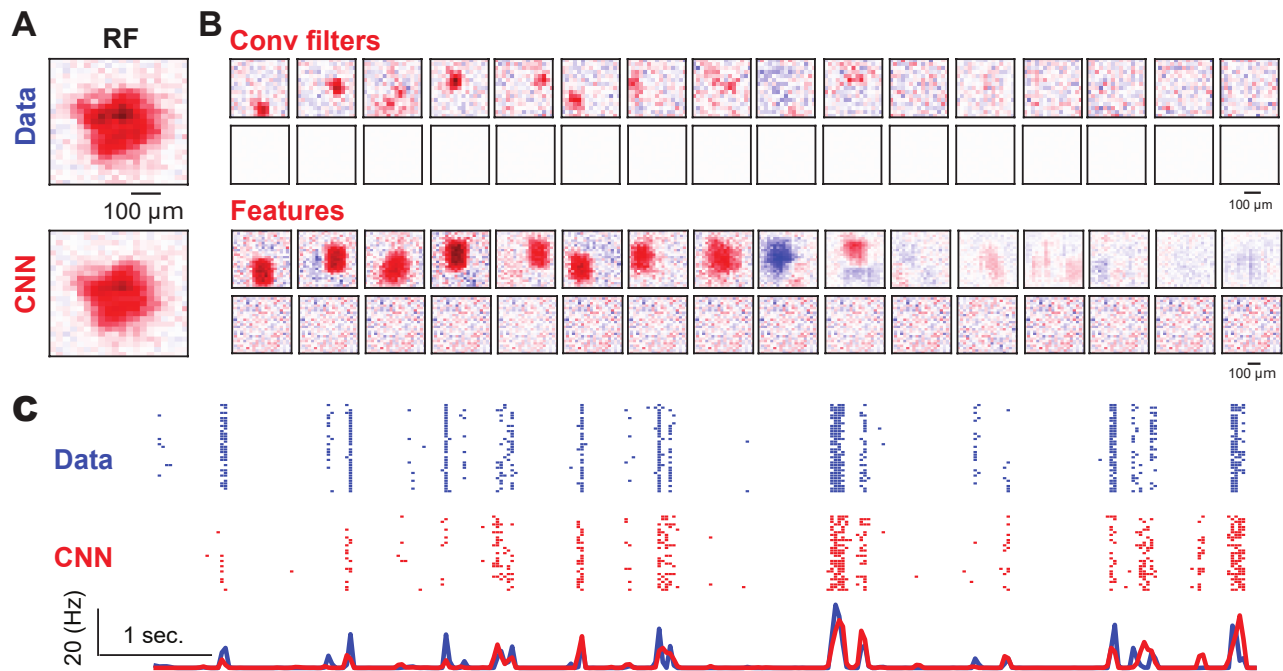 A
RF
Data
100 μm
CNN
B
Conv filters
100 μm
Features
100 μm
C
Data
CNN
20 (Hz)
1 sec.